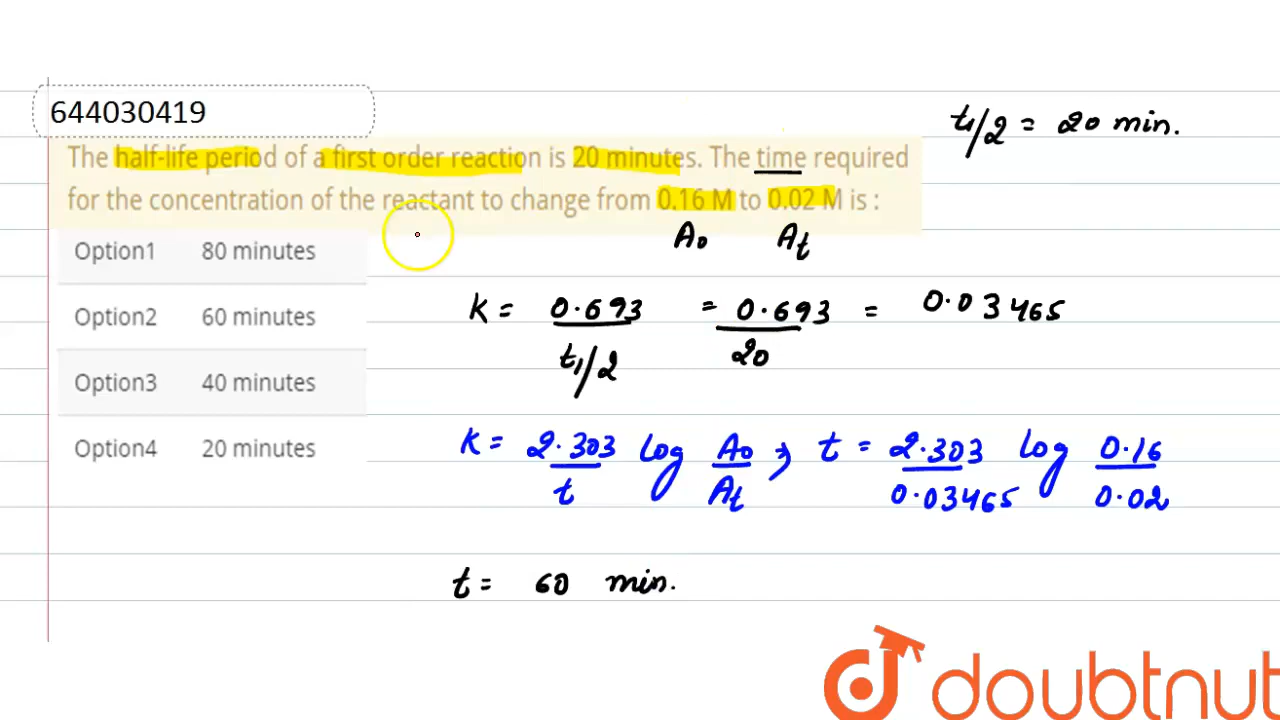 644030419
t1/2 = 20 min.
The half-life period of a first order reaction is 20 minutes. The time required
for the concentration of the reactant to change from 0.16 M to 0.02 M is :
A₀ At
Option1 80 minutes
Option2 60 minutes
Option3 40 minutes
Option4 20 minutes
K = 0.693 / t1/2 = 0.693 / 20 = 0.03465
K = 2.303 / t log A₀ / At ⇒ t = 2.303 / 0.03465 log 0.16 / 0.02
t = 60 min.
doubtnut